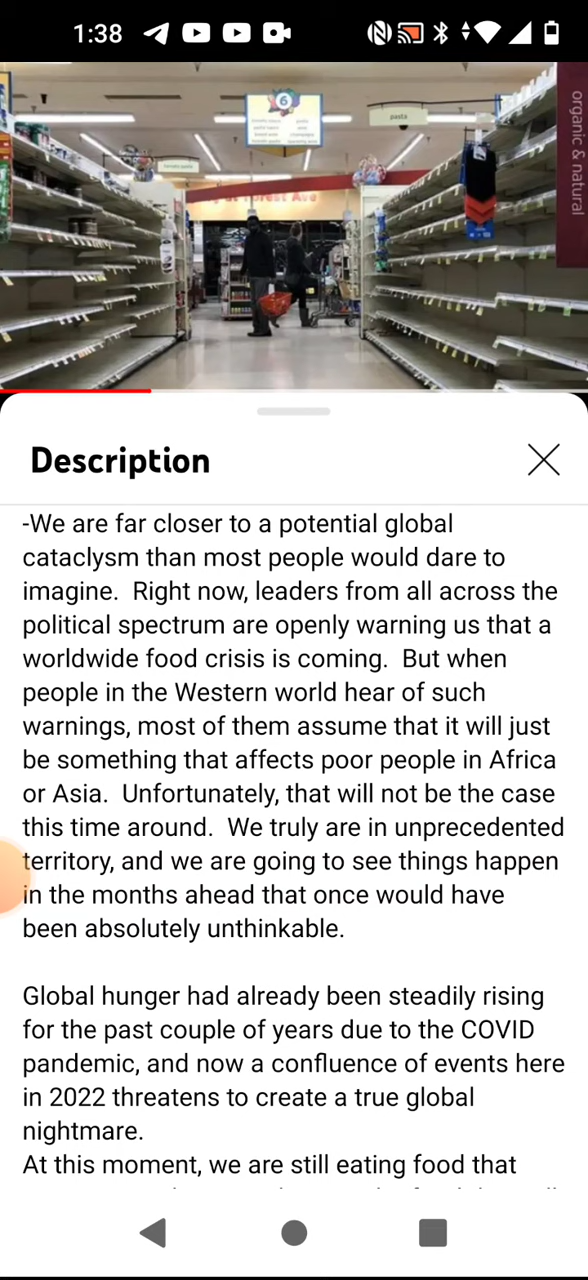 1:38
6
pasta
organic & natural
Description
-We are far closer to a potential global
cataclysm than most people would dare to
imagine.  Right now, leaders from all across the
political spectrum are openly warning us that a
worldwide food crisis is coming.  But when
people in the Western world hear of such
warnings, most of them assume that it will just
be something that affects poor people in Africa
or Asia.  Unfortunately, that will not be the case
this time around.  We truly are in unprecedented
territory, and we are going to see things happen
in the months ahead that once would have
been absolutely unthinkable.
Global hunger had already been steadily rising
for the past couple of years due to the COVID
pandemic, and now a confluence of events here
in 2022 threatens to create a true global
nightmare.
At this moment, we are still eating food that